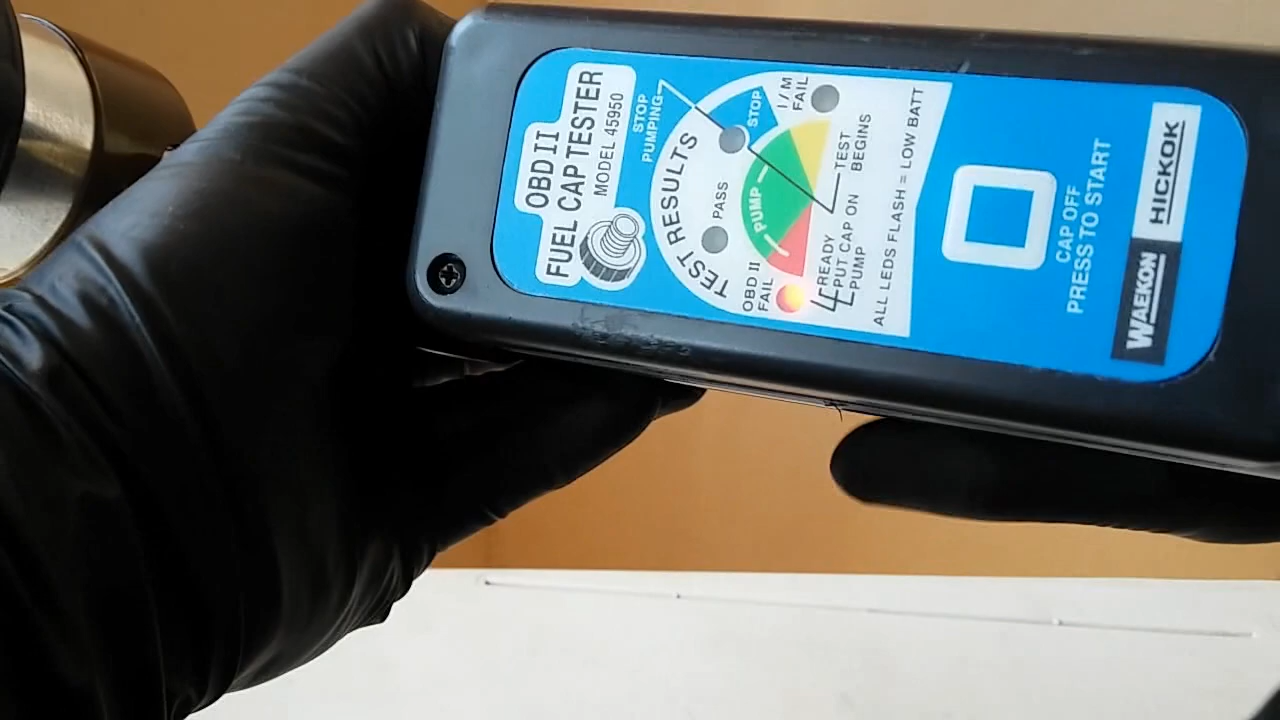 OBD II
FUEL CAP TESTER
MODEL 45950
STOP
PUMPING
TEST RESULTS
OBD II
FAIL
PASS
STOP
I/M
FAIL
PUMP
READY
PUT CAP ON
PUMP
TEST
BEGINS
ALL LEDS FLASH = LOW BATT
CAP OFF
PRESS TO START
WAEKON
HICKOK